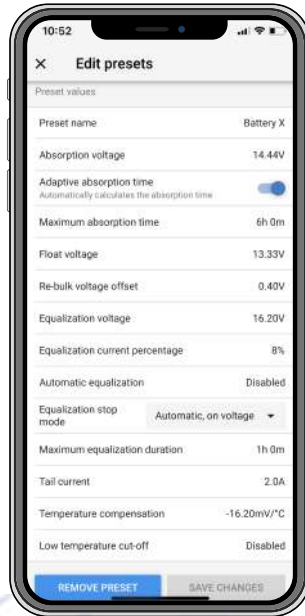 10:52
× Edit presets
Preset values
Preset name Battery X
Absorption voltage 14.44V
Adaptive absorption time
Automatically calculates the absorption time
Maximum absorption time 6h 0m
Float voltage 13.33V
Re-bulk voltage offset 0.40V
Equalization voltage 16.20V
Equalization current percentage 8%
Automatic equalization Disabled
Equalization stop mode Automatic, on voltage
Maximum equalization duration 1h 0m
Tail current 2.0A
Temperature compensation -16.20mV/°C
Low temperature cut-off Disabled
REMOVE PRESET SAVE CHANGES